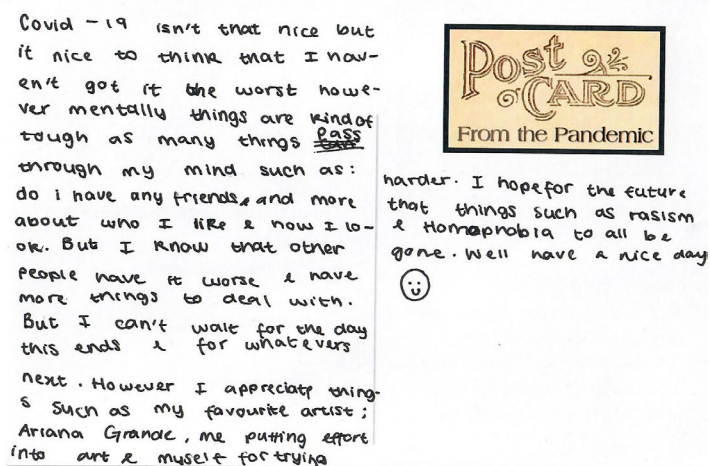 Covid - 19 isn't that nice but
it nice to think that I hav-
en't got it the worst howe-
ver mentally things are kind of
tough as many things pass
through my mind such as:
do i have any friends, and more
about who I like & how I lo-
ok. But I know that other
people have it worse & have
more things to deal with.
But I can't wait for the day
this ends & for whatevers
next. However I appreciate thing-
s such as my favourite artist;
Ariana Grande, me putting effort
into art & myself for trying
Post
CARD
From the Pandemic
harder. I hope for the future
that things such as rasism
& Homophobia to all be
gone. Well have a nice day